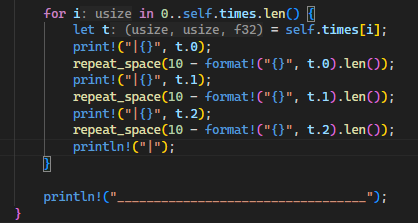 for i: usize in 0..self.times.len() {
let t: (usize, usize, f32) = self.times[i];
print!("|{}", t.0);
repeat_space(10 - format!("{}", t.0).len());
print!("|{}", t.1);
repeat_space(10 - format!("{}", t.1).len());
print!("|{}", t.2);
repeat_space(10 - format!("{}", t.2).len());
println!("|");
}
println!("__________________________________");
}